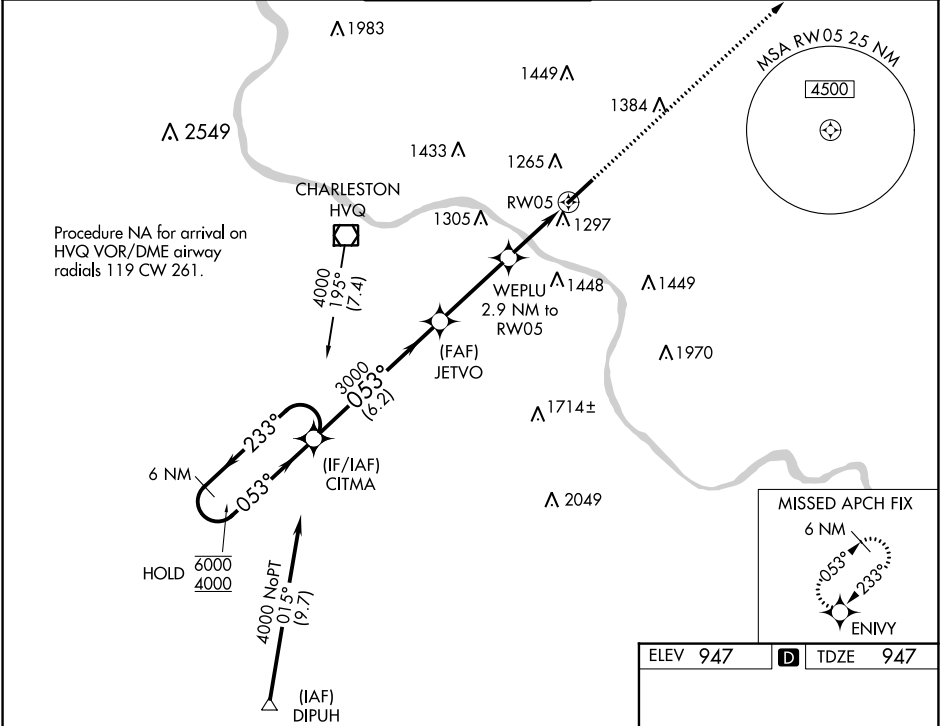 1983
MSA RW05 25 NM
4500
1449
1384
2549
1433
1265
CHARLESTON
HVQ
RW05
1305
1297
Procedure NA for arrival on
HVQ VOR/DME airway
radials 119 CW 261.
4000
195°
(7.4)
WEPLU
2.9 NM to
RW05
1448
1449
(FAF)
JETVO
1970
3000
053°
(6.2)
1714±
233°
053°
6 NM
(IF/IAF)
CITMA
2049
HOLD
6000
4000
4000 NoPT
015°
(9.7)
(IAF)
DIPUH
MISSED APCH FIX
6 NM
053°
233°
ENIVY
ELEV 947 D TDZE 947